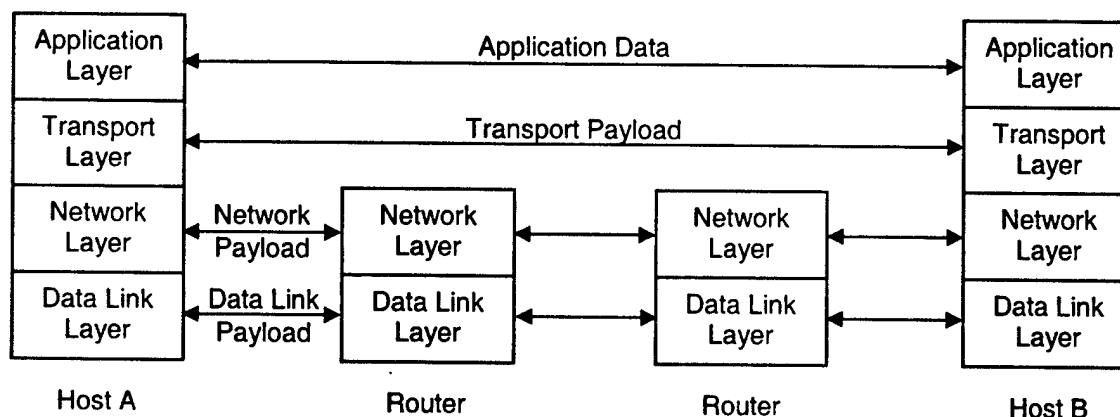 Application
Layer
Application Data
Application
Layer
Transport
Layer
Transport Payload
Transport
Layer
Network
Layer
Network
Payload
Network
Layer
Network
Layer
Network
Layer
Data Link
Layer
Data Link
Payload
Data Link
Layer
Data Link
Layer
Data Link
Layer
Host A
Router
Router
Host B